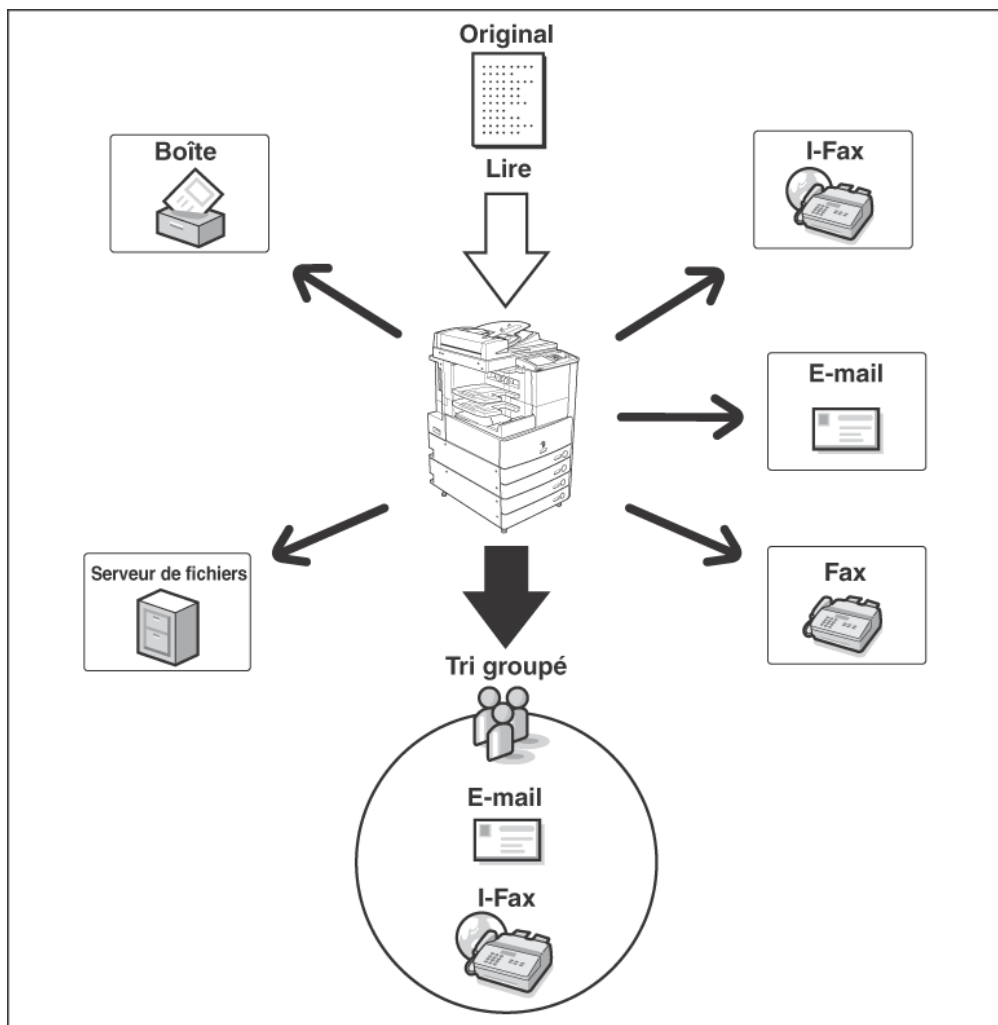 Original
Lire
Boîte
I-Fax
E-mail
Serveur de fichiers
Fax
Tri groupé
E-mail
I-Fax